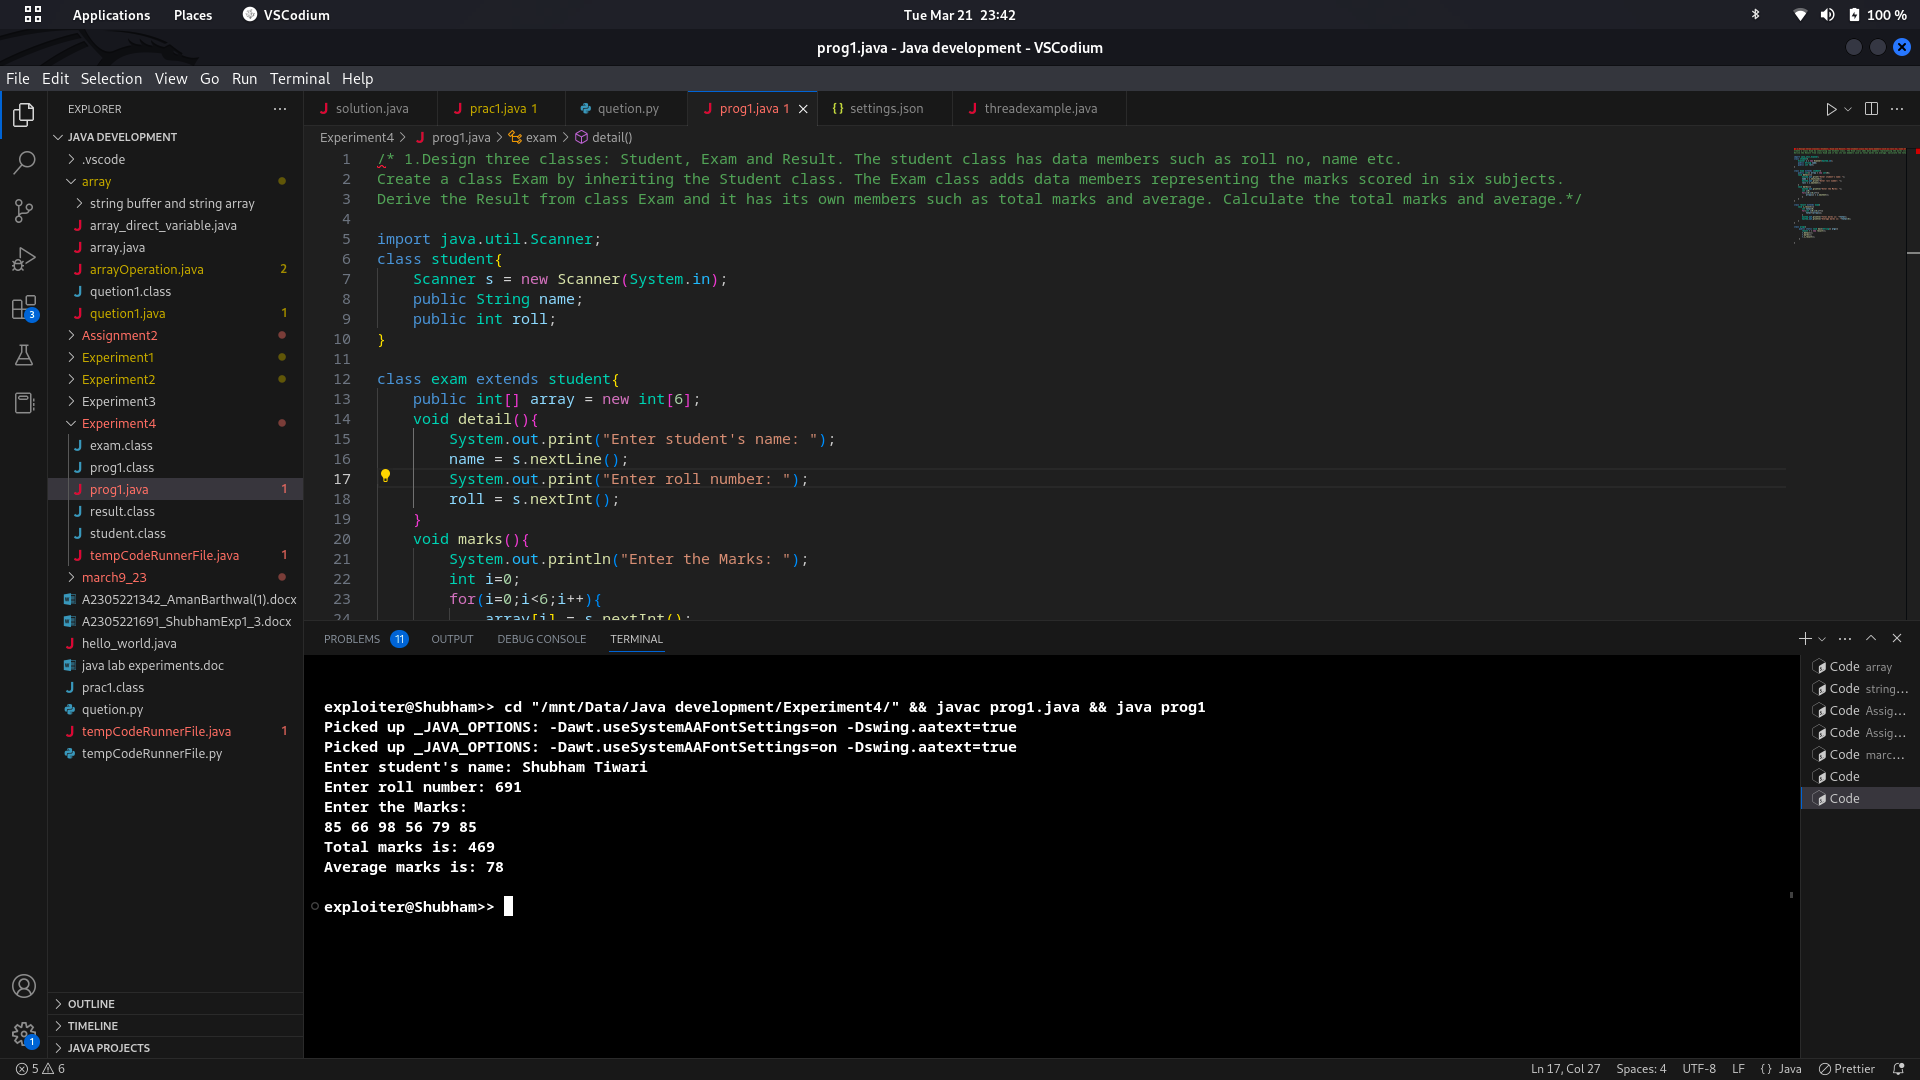 Applications Places VSCodium Tue Mar 21 23:42 100 %
prog1.java - Java development - VSCodium
File Edit Selection View Go Run Terminal Help
EXPLORER
JAVA DEVELOPMENT
.vscode
array
string buffer and string array
array_direct_variable.java
array.java
arrayOperation.java 2
quetion1.class
quetion1.java 1
Assignment2
Experiment1
Experiment2
Experiment3
Experiment4
exam.class
prog1.class
prog1.java 1
result.class
student.class
tempCodeRunnerFile.java 1
march9_23
A2305221342_AmanBarthwal(1).docx
A2305221691_ShubhamExp1_3.docx
hello_world.java
java lab experiments.doc
prac1.class
quetion.py
tempCodeRunnerFile.java 1
tempCodeRunnerFile.py
OUTLINE
TIMELINE
JAVA PROJECTS
3
1
solution.java prac1.java 1 quetion.py prog1.java 1 settings.json threadexample.java
Experiment4 > prog1.java > exam > detail()
1 /* 1.Design three classes: Student, Exam and Result. The student class has data members such as roll no, name etc.
2 Create a class Exam by inheriting the Student class. The Exam class adds data members representing the marks scored in six subjects.
3 Derive the Result from class Exam and it has its own members such as total marks and average. Calculate the total marks and average.*/
4
5 import java.util.Scanner;
6 class student{
7 Scanner s = new Scanner(System.in);
8 public String name;
9 public int roll;
10 }
11
12 class exam extends student{
13 public int[] array = new int[6];
14 void detail(){
15 System.out.print("Enter student's name: ");
16 name = s.nextLine();
17 System.out.print("Enter roll number: ");
18 roll = s.nextInt();
19 }
20 void marks(){
21 System.out.println("Enter the Marks: ");
22 int i=0;
23 for(i=0;i<6;i++){
24 array[i] = s.nextInt();
PROBLEMS 11 OUTPUT DEBUG CONSOLE TERMINAL
exploiter@Shubham>> cd "/mnt/Data/Java development/Experiment4/" && javac prog1.java && java prog1
Picked up _JAVA_OPTIONS: -Dawt.useSystemAAFontSettings=on -Dswing.aatext=true
Picked up _JAVA_OPTIONS: -Dawt.useSystemAAFontSettings=on -Dswing.aatext=true
Enter student's name: Shubham Tiwari
Enter roll number: 691
Enter the Marks:
85 66 98 56 79 85
Total marks is: 469
Average marks is: 78
exploiter@Shubham>>
Code array
Code string...
Code Assig...
Code Assig...
Code marc...
Code
Code
5 6 Ln 17, Col 27 Spaces: 4 UTF-8 LF {} Java Prettier